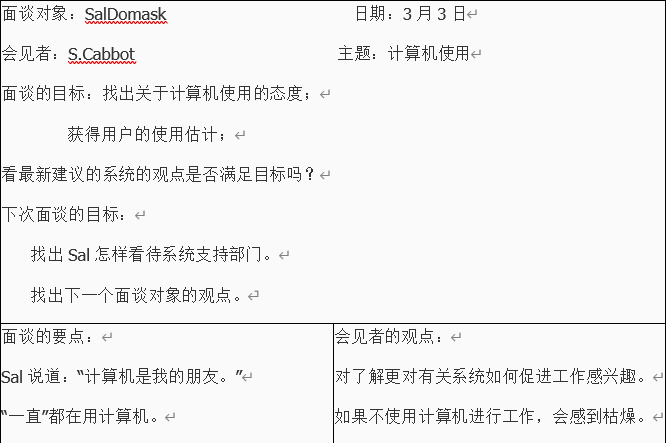 面谈对象：SalDomask 日期：3 月 3 日
会见者：S.Cabbot 主题：计算机使用
面谈的目标：找出关于计算机使用的态度；
获得用户的使用估计；
看最新建议的系统的观点是否满足目标吗？
下次面谈的目标：
找出 Sal 怎样看待系统支持部门。
找出下一个面谈对象的观点。
面谈的要点：
Sal 说道：“计算机是我的朋友。”
“一直”都在用计算机。
会见者的观点：
对了解更对有关系统如何促进工作感兴趣。
如果不使用计算机进行工作，会感到枯燥。